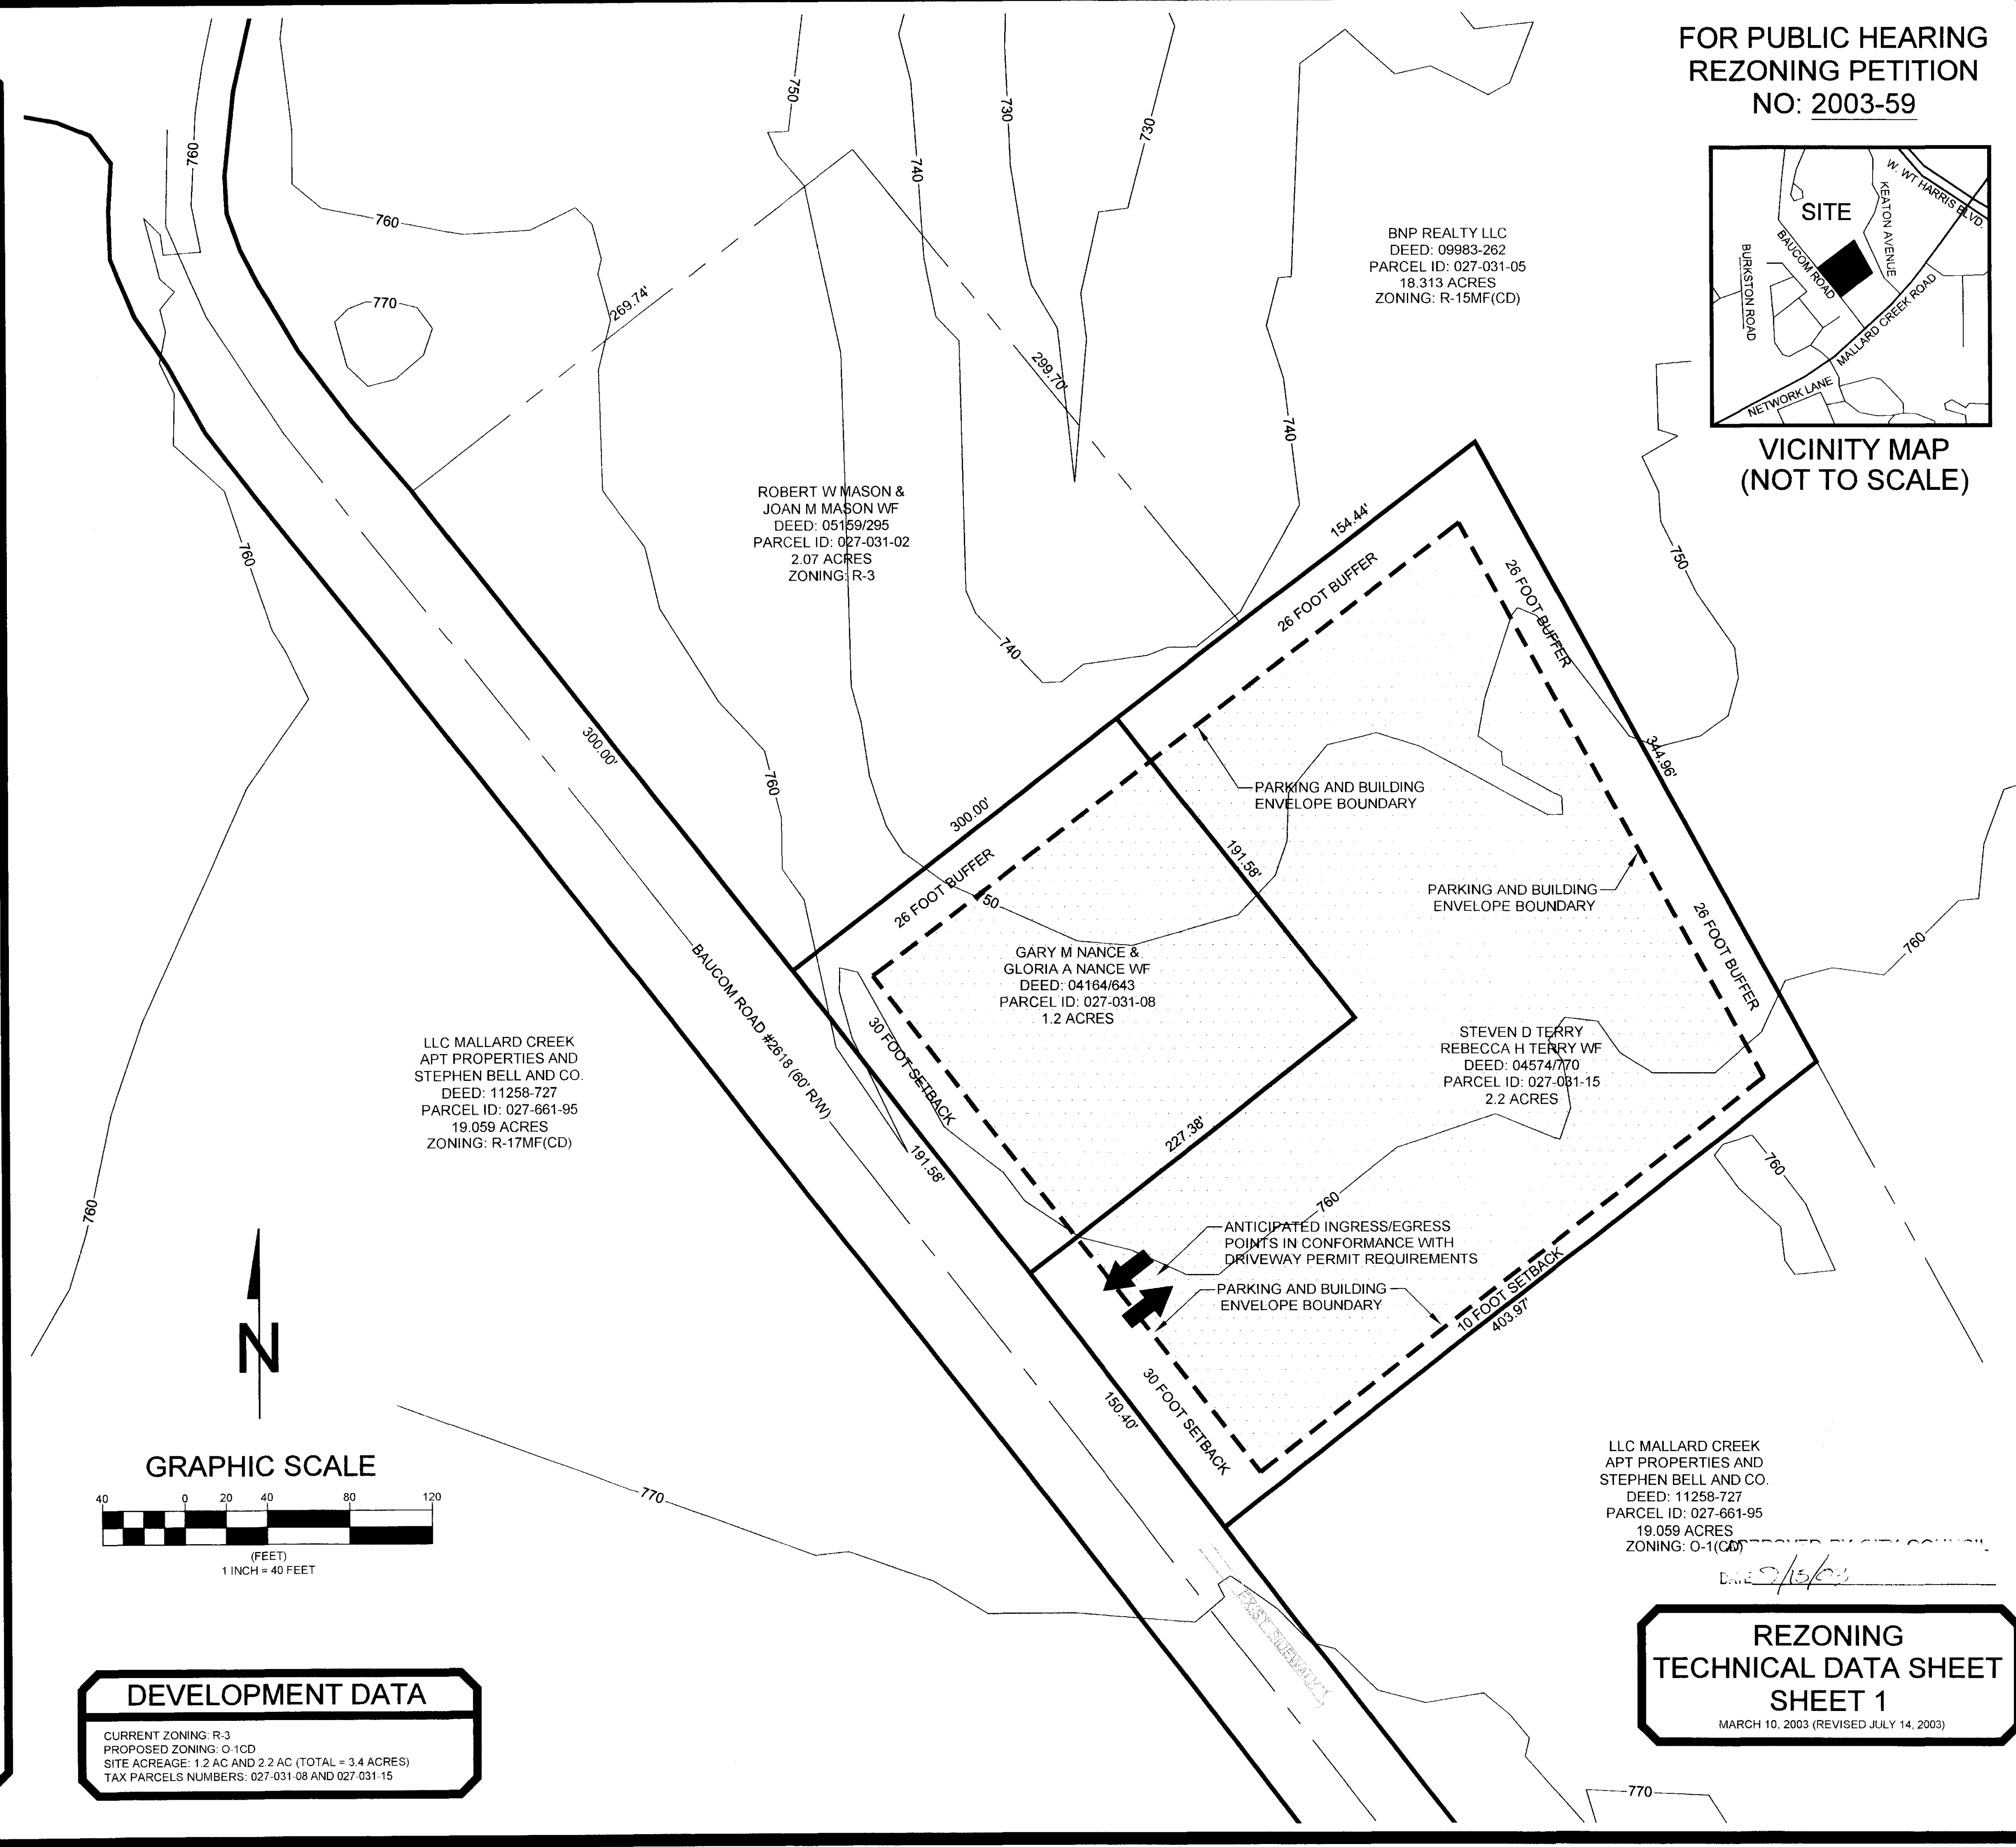 FOR PUBLIC HEARING
REZONING PETITION
NO: 2003-59
W. WT HARRIS BLVD.
KEATON AVENUE
SITE
BAUCOM ROAD
BURKSTON ROAD
MALLARD CREEK ROAD
NETWORK LANE
VICINITY MAP
(NOT TO SCALE)
750
730
730
740
760
760
770
269.74'
299.70'
BNP REALTY LLC
DEED: 09983-262
PARCEL ID: 027-031-05
18.313 ACRES
ZONING: R-15MF(CD)
740
ROBERT W MASON &
JOAN M MASON WF
DEED: 05159/295
PARCEL ID: 027-031-02
2.07 ACRES
ZONING: R-3
154.44'
26 FOOT BUFFER
26 FOOT BUFFER
750
760
740
300.00'
760
344.96'
PARKING AND BUILDING
ENVELOPE BOUNDARY
300.00'
191.58'
26 FOOT BUFFER
50
PARKING AND BUILDING
ENVELOPE BOUNDARY
26 FOOT BUFFER
760
GARY M NANCE &
GLORIA A NANCE WF
DEED: 04164/643
PARCEL ID: 027-031-08
1.2 ACRES
BAUCOM ROAD #2618 (60' R/W)
30 FOOT SETBACK
STEVEN D TERRY
REBECCA H TERRY WF
DEED: 04574/770
PARCEL ID: 027-031-15
2.2 ACRES
LLC MALLARD CREEK
APT PROPERTIES AND
STEPHEN BELL AND CO.
DEED: 11258-727
PARCEL ID: 027-661-95
19.059 ACRES
ZONING: R-17MF(CD)
227.38'
191.58'
760
760
760
ANTICIPATED INGRESS/EGRESS
POINTS IN CONFORMANCE WITH
DRIVEWAY PERMIT REQUIREMENTS
PARKING AND BUILDING
ENVELOPE BOUNDARY
10 FOOT SETBACK
403.97'
30 FOOT SETBACK
150.40'
N
GRAPHIC SCALE
40 0 20 40 80 120
(FEET)
1 INCH = 40 FEET
770
LLC MALLARD CREEK
APT PROPERTIES AND
STEPHEN BELL AND CO.
DEED: 11258-727
PARCEL ID: 027-661-95
19.059 ACRES
ZONING: O-1(CD)
APPROVED BY CITY COUNCIL
DATE 9/15/03
EXIST. SIDEWALK
DEVELOPMENT DATA
CURRENT ZONING: R-3
PROPOSED ZONING: O-1CD
SITE ACREAGE: 1.2 AC AND 2.2 AC (TOTAL = 3.4 ACRES)
TAX PARCELS NUMBERS: 027-031-08 AND 027-031-15
REZONING
TECHNICAL DATA SHEET
SHEET 1
MARCH 10, 2003 (REVISED JULY 14, 2003)
770